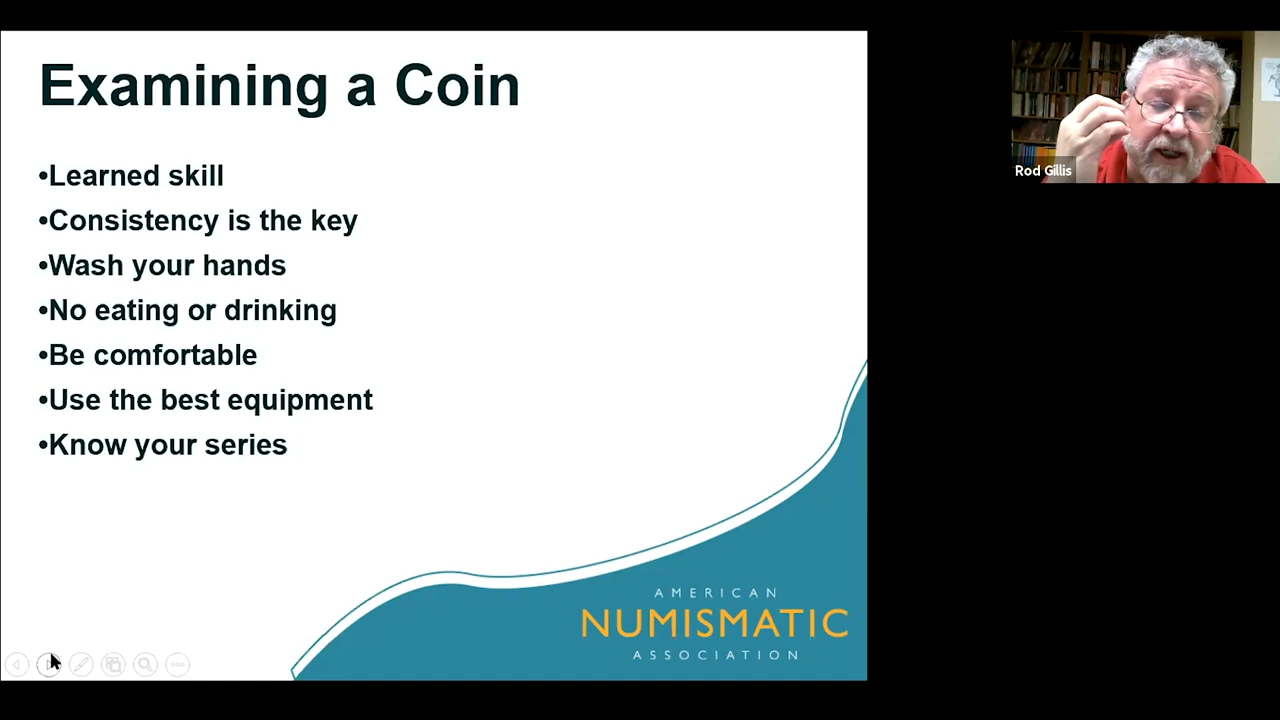 Examining a Coin
•Learned skill
•Consistency is the key
•Wash your hands
•No eating or drinking
•Be comfortable
•Use the best equipment
•Know your series
AMERICAN
NUMISMATIC
ASSOCIATION
Rod Gillis